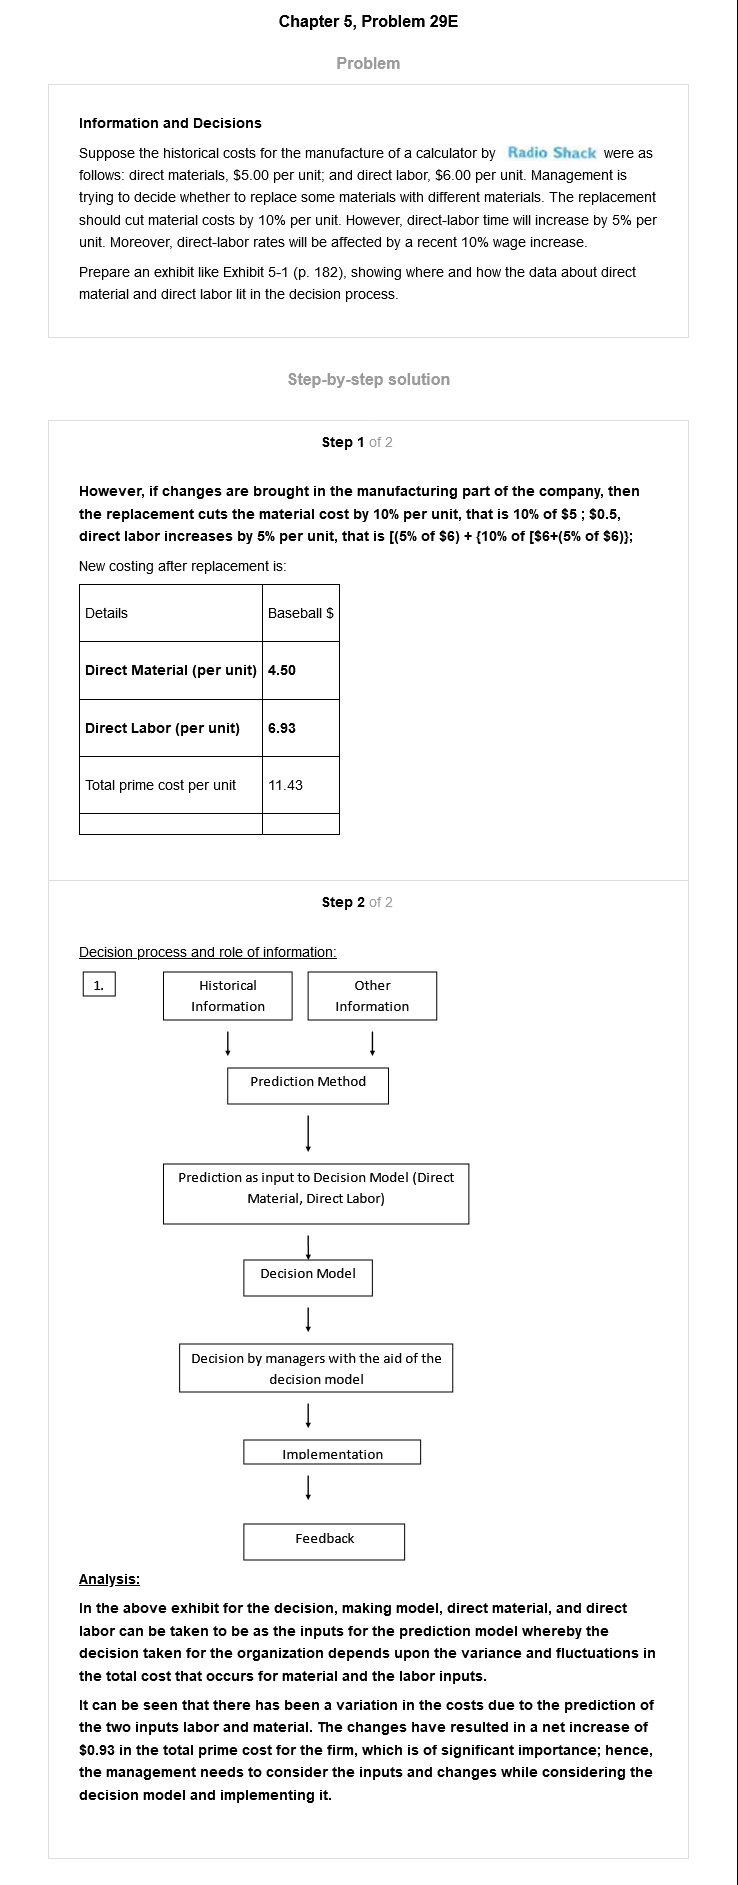 Chapter 5, Problem 29E
Problem
Information and Decisions
Suppose the historical costs for the manufacture of a calculator by Radio Shack were as
follows: direct materials, $5.00 per unit; and direct labor, $6.00 per unit. Management is
trying to decide whether to replace some materials with different materials. The replacement
should cut material costs by 10% per unit. However, direct-labor time will increase by 5% per
unit. Moreover, direct-labor rates will be affected by a recent 10% wage increase.
Prepare an exhibit like Exhibit 5-1 (p. 182), showing where and how the data about direct
material and direct labor lit in the decision process.
Step-by-step solution
Step 1 of 2
However, if changes are brought in the manufacturing part of the company, then
the replacement cuts the material cost by 10% per unit, that is 10% of $5 ; $0.5,
direct labor increases by 5% per unit, that is [(5% of $6) + {10% of [$6+(5% of $6)};
New costing after replacement is:
Details Baseball $
Direct Material (per unit) 4.50
Direct Labor (per unit) 6.93
Total prime cost per unit 11.43
Step 2 of 2
Decision process and role of information:
1.
Historical
Information
Other
Information
Prediction Method
Prediction as input to Decision Model (Direct
Material, Direct Labor)
Decision Model
Decision by managers with the aid of the
decision model
Implementation
Feedback
Analysis:
In the above exhibit for the decision, making model, direct material, and direct
labor can be taken to be as the inputs for the prediction model whereby the
decision taken for the organization depends upon the variance and fluctuations in
the total cost that occurs for material and the labor inputs.
It can be seen that there has been a variation in the costs due to the prediction of
the two inputs labor and material. The changes have resulted in a net increase of
$0.93 in the total prime cost for the firm, which is of significant importance; hence,
the management needs to consider the inputs and changes while considering the
decision model and implementing it.